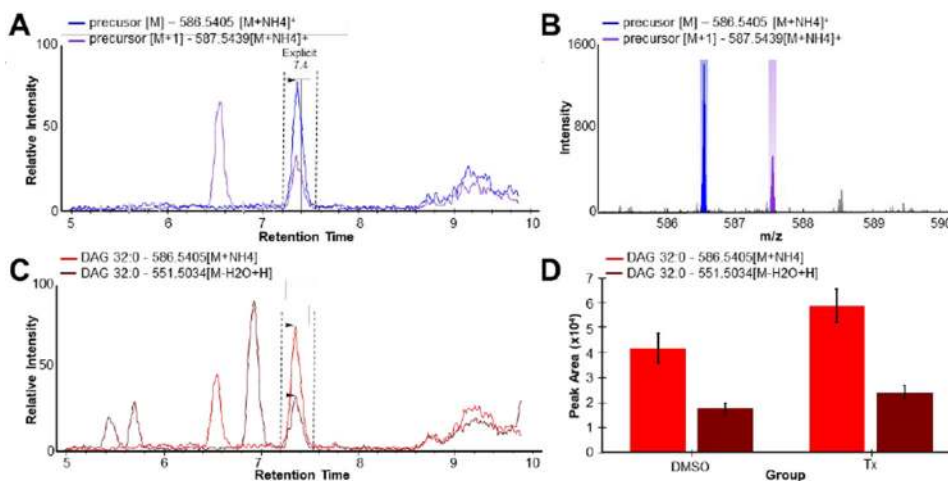 A
precusor [M] – 586.5405 [M+NH4]+
precursor [M+1] - 587.5439[M+NH4]+
100
50
0
Relative Intensity
Explicit
7.4
5 6 7 8 9 10
Retention Time
B
precusor [M] – 586.5405 [M+NH4]+
precursor [M+1] - 587.5439[M+NH4]+
1600
800
0
Intensity
586 587 588 589 590
m/z
C
DAG 32:0 - 586.5405[M+NH4]
DAG 32:0 - 551.5034[M-H2O+H]
100
50
0
Relative Intensity
5 6 7 8 9 10
Retention Time
D
DAG 32:0 - 586.5405[M+NH4]
DAG 32:0 - 551.5034[M-H2O+H]
7
6
5
4
3
2
1
0
Peak Area (x10⁴)
DMSO Tx
Group